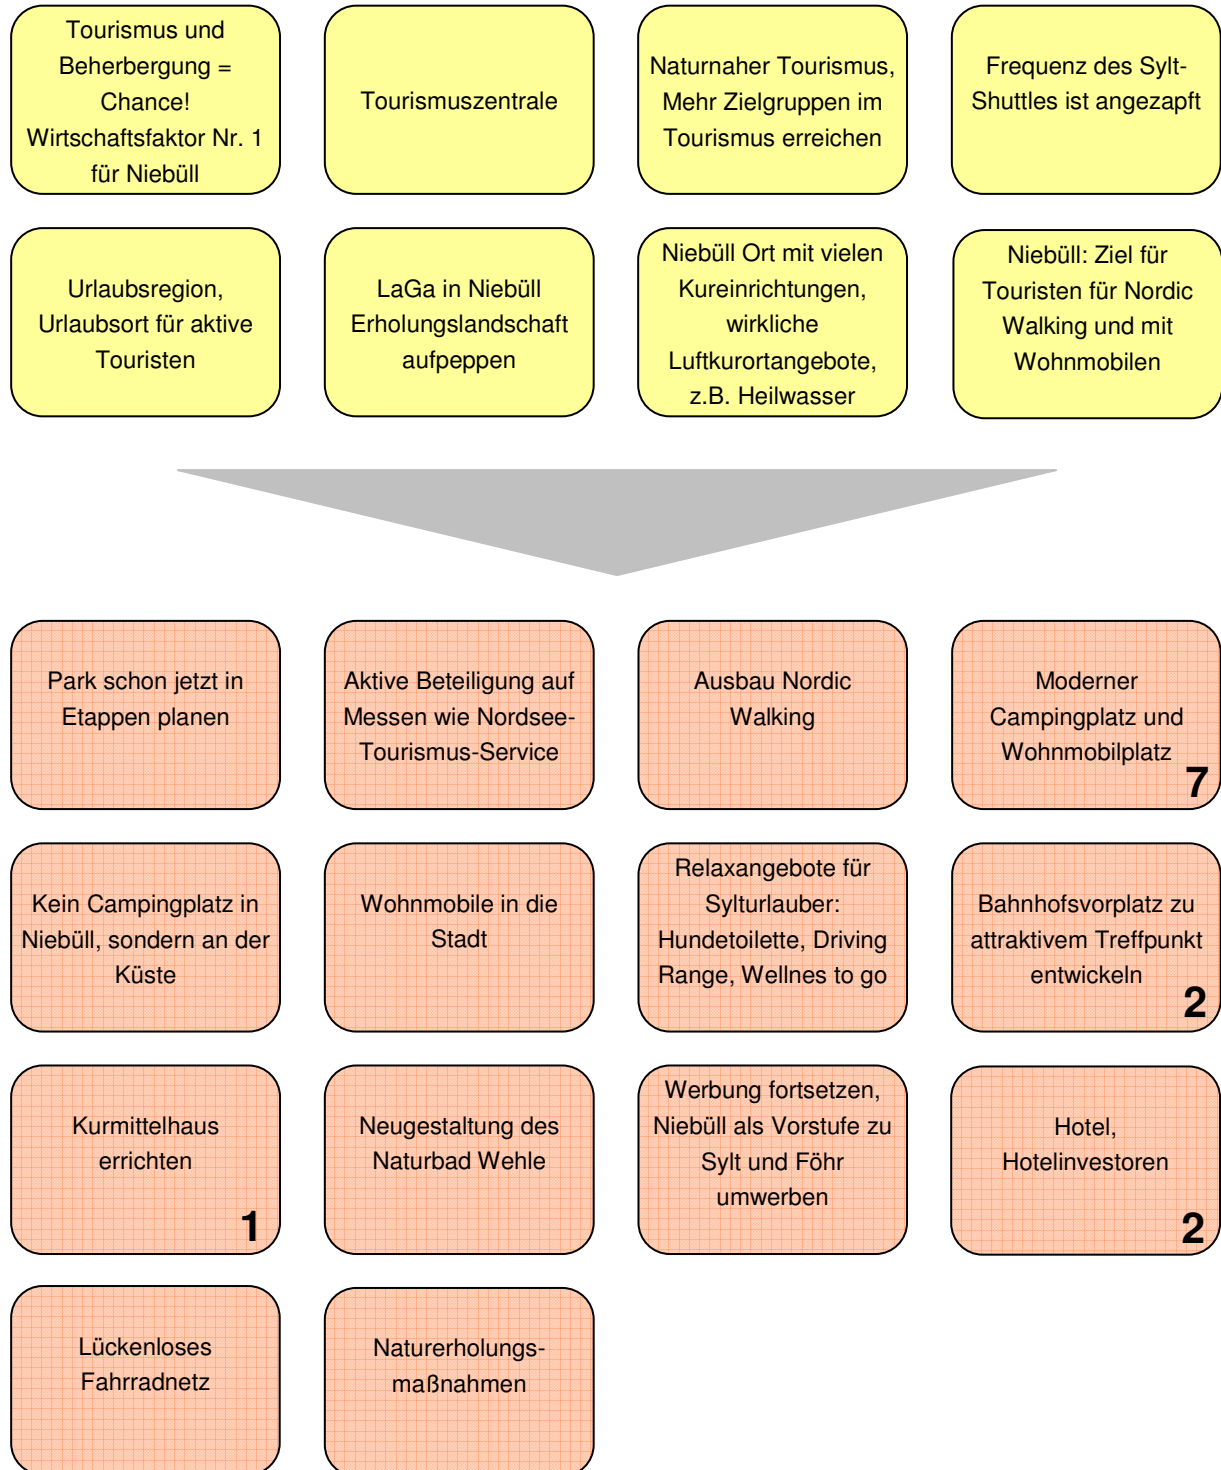 Tourismus und
Beherbergung =
Chance!
Wirtschaftsfaktor Nr. 1
für Niebüll
Tourismuszentrale
Naturnaher Tourismus,
Mehr Zielgruppen im
Tourismus erreichen
Frequenz des Sylt-
Shuttles ist angezapft
Urlaubsregion,
Urlaubsort für aktive
Touristen
LaGa in Niebüll
Erholungslandschaft
aufpeppen
Niebüll Ort mit vielen
Kureinrichtungen,
wirkliche
Luftkurortangebote,
z.B. Heilwasser
Niebüll: Ziel für
Touristen für Nordic
Walking und mit
Wohnmobilen
Park schon jetzt in
Etappen planen
Aktive Beteiligung auf
Messen wie Nordsee-
Tourismus-Service
Ausbau Nordic
Walking
Moderner
Campingplatz und
Wohnmobilplatz
7
Kein Campingplatz in
Niebüll, sondern an der
Küste
Wohnmobile in die
Stadt
Relaxangebote für
Sylturlauber:
Hundetoilette, Driving
Range, Wellnes to go
Bahnhofsvorplatz zu
attraktivem Treffpunkt
entwickeln
2
Kurmittelhaus
errichten
1
Neugestaltung des
Naturbad Wehle
Werbung fortsetzen,
Niebüll als Vorstufe zu
Sylt und Föhr
umwerben
Hotel,
Hotelinvestoren
2
Lückenloses
Fahrradnetz
Naturerholungs-
maßnahmen